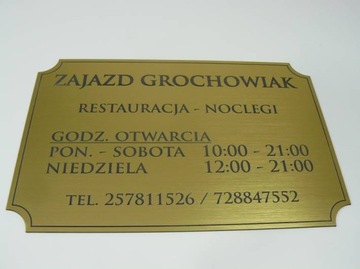 ZAJAZD GROCHOWIAK
RESTAURACJA - NOCLEGI
GODZ. OTWARCIA
PON. - SOBOTA 10:00 - 21:00
NIEDZIELA 12:00 - 21:00
TEL. 257811526 / 728847552